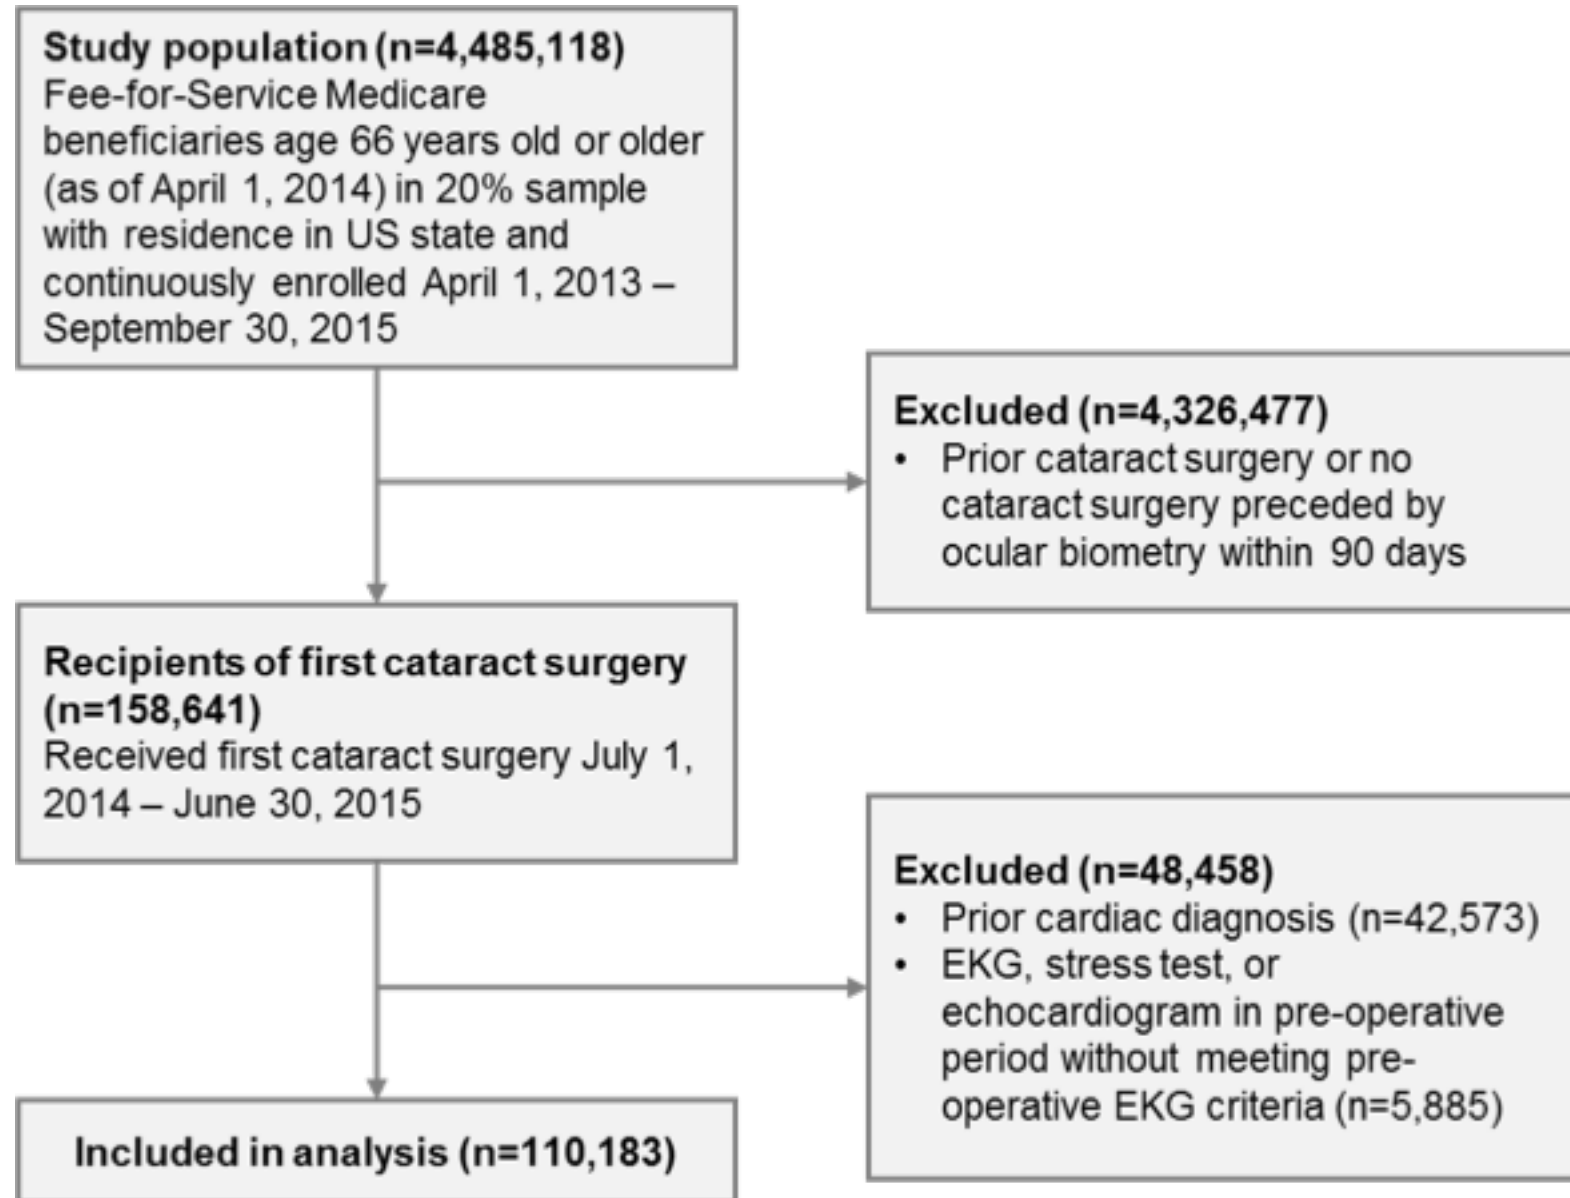 Study population (n=4,485,118)
Fee-for-Service Medicare
beneficiaries age 66 years old or older
(as of April 1, 2014) in 20% sample
with residence in US state and
continuously enrolled April 1, 2013 –
September 30, 2015
Excluded (n=4,326,477)
• Prior cataract surgery or no
cataract surgery preceded by
ocular biometry within 90 days
Recipients of first cataract surgery
(n=158,641)
Received first cataract surgery July 1,
2014 – June 30, 2015
Excluded (n=48,458)
• Prior cardiac diagnosis (n=42,573)
• EKG, stress test, or
echocardiogram in pre-operative
period without meeting pre-
operative EKG criteria (n=5,885)
Included in analysis (n=110,183)